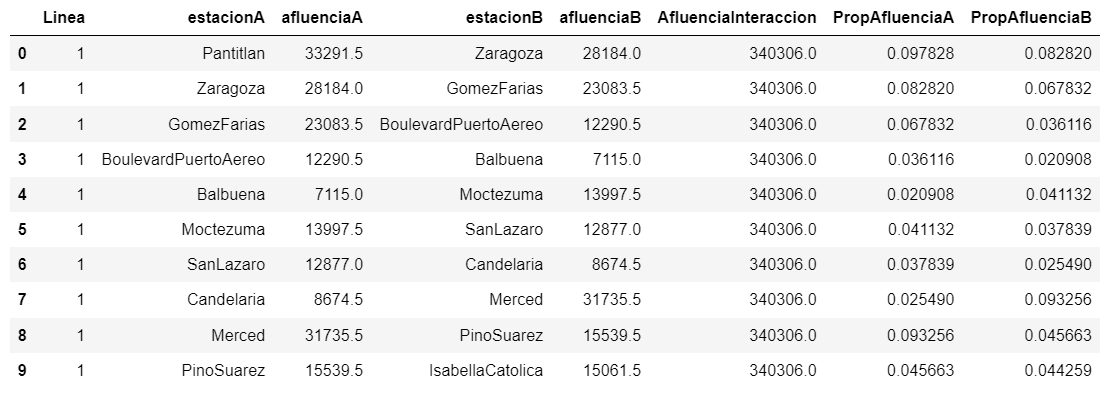 Linea estacionA afluenciaA estacionB afluenciaB AfluenciaInteraccion PropAfluenciaA PropAfluenciaB
0 1 Pantitlan 33291.5 Zaragoza 28184.0 340306.0 0.097828 0.082820
1 1 Zaragoza 28184.0 GomezFarias 23083.5 340306.0 0.082820 0.067832
2 1 GomezFarias 23083.5 BoulevardPuertoAereo 12290.5 340306.0 0.067832 0.036116
3 1 BoulevardPuertoAereo 12290.5 Balbuena 7115.0 340306.0 0.036116 0.020908
4 1 Balbuena 7115.0 Moctezuma 13997.5 340306.0 0.020908 0.041132
5 1 Moctezuma 13997.5 SanLazaro 12877.0 340306.0 0.041132 0.037839
6 1 SanLazaro 12877.0 Candelaria 8674.5 340306.0 0.037839 0.025490
7 1 Candelaria 8674.5 Merced 31735.5 340306.0 0.025490 0.093256
8 1 Merced 31735.5 PinoSuarez 15539.5 340306.0 0.093256 0.045663
9 1 PinoSuarez 15539.5 IsabellaCatolica 15061.5 340306.0 0.045663 0.044259